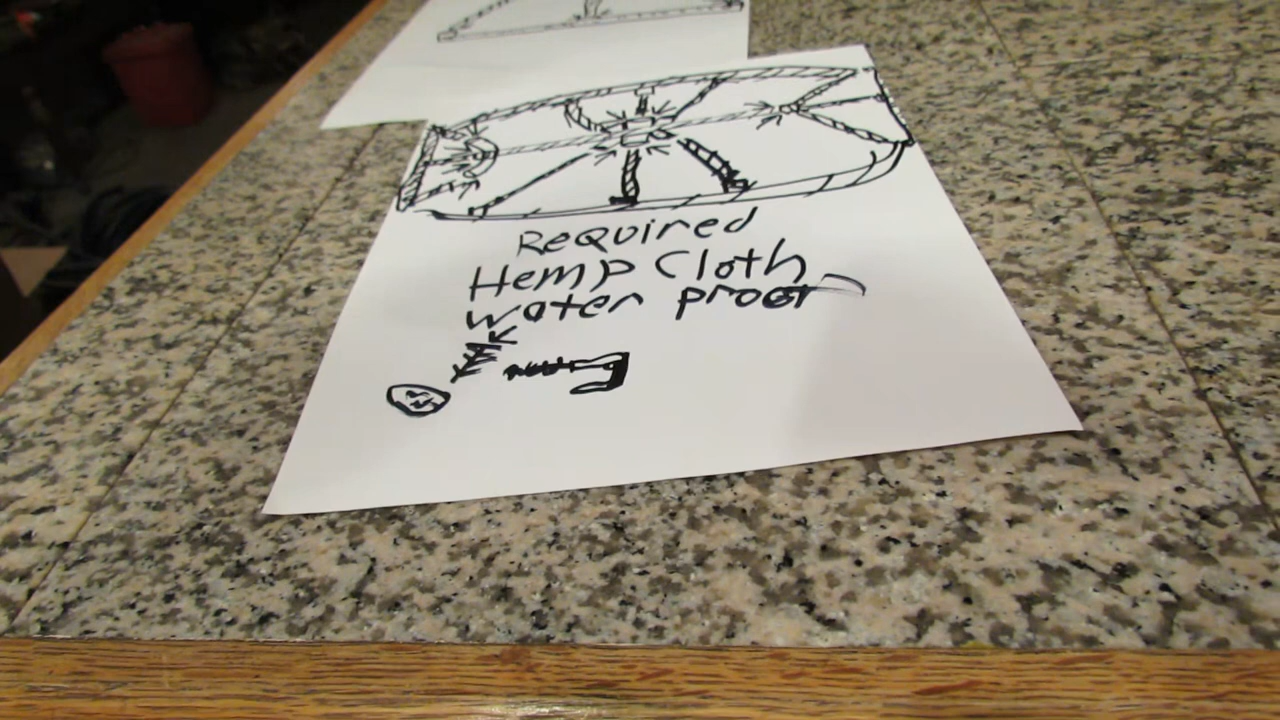 Required
Hemp Cloth
water proof